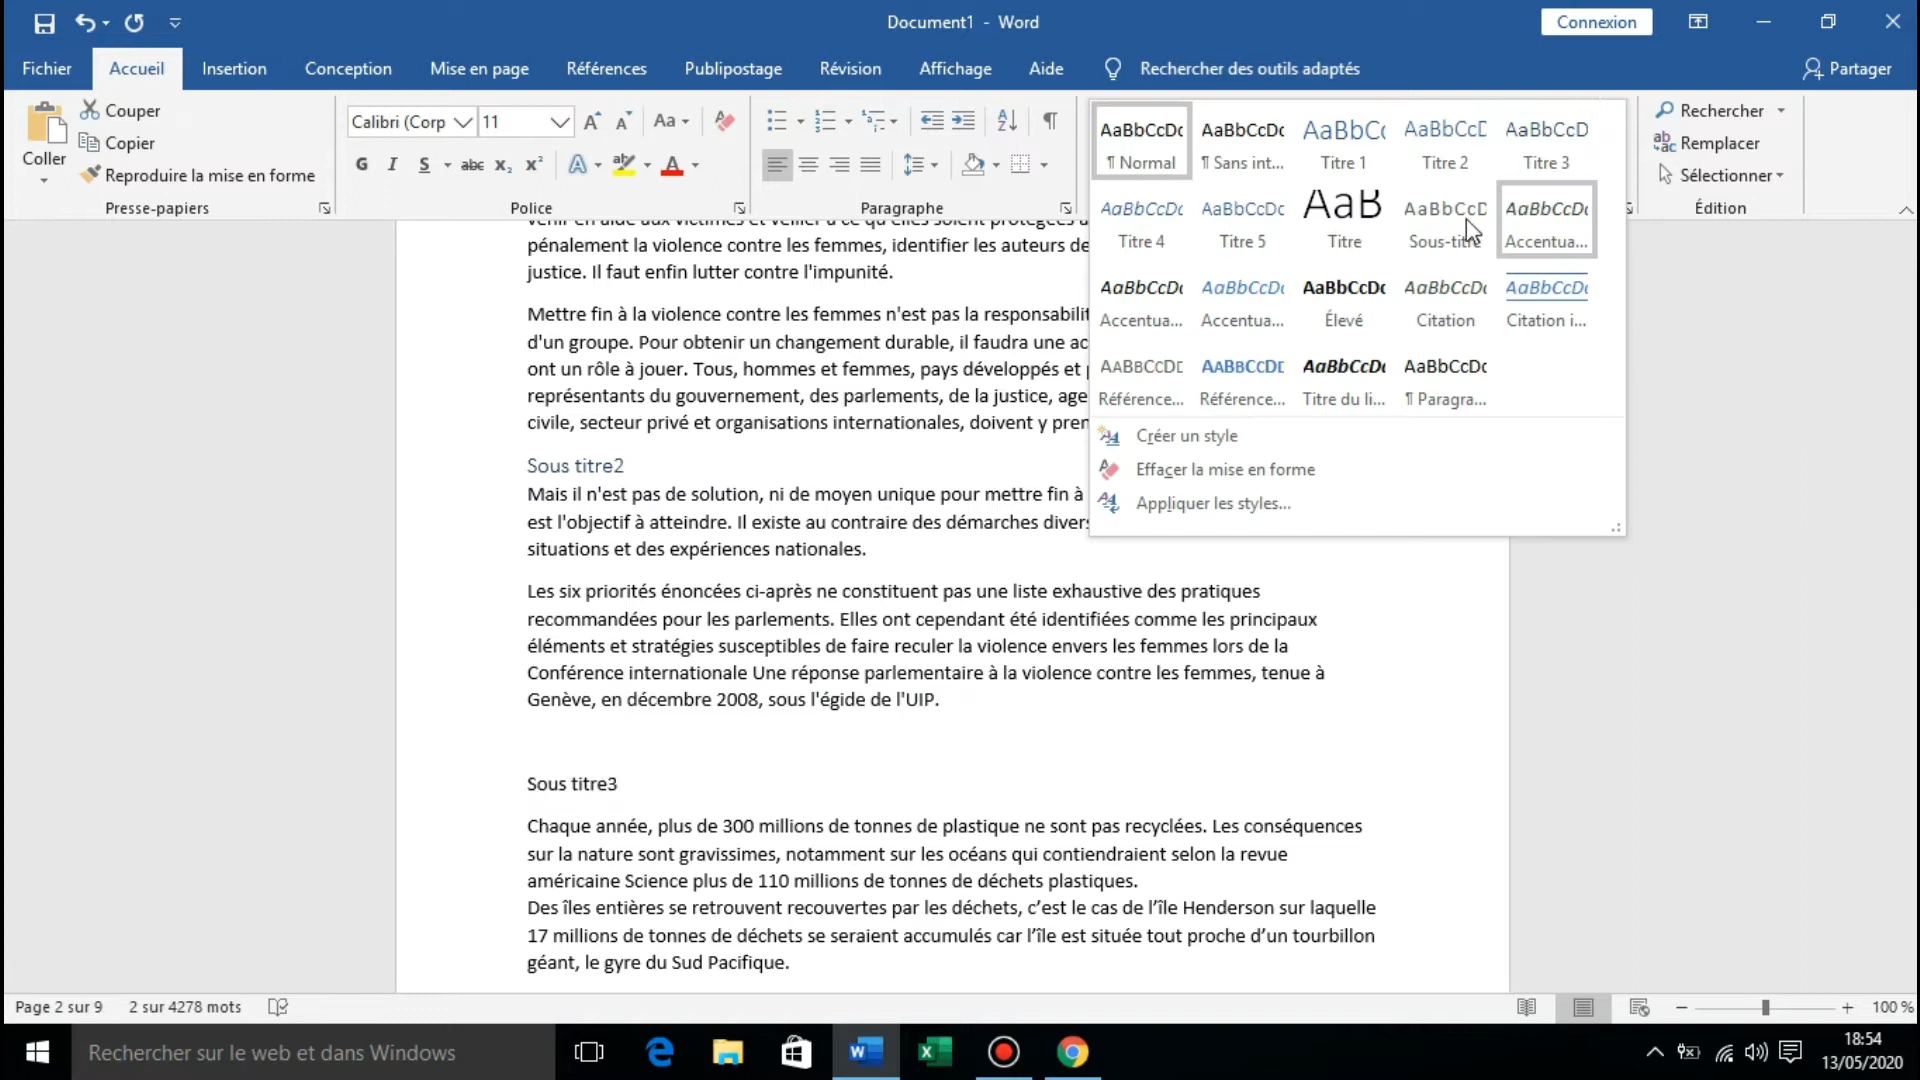 Document1 - Word
Connexion
Fichier Accueil Insertion Conception Mise en page Références Publipostage Révision Affichage Aide Rechercher des outils adaptés Partager
Coller
Couper
Copier
Reproduire la mise en forme
Presse-papiers
Calibri (Corp 11
Aa
G I S abc x₂ x² A ab A
Police
Paragraphe
AaBbCcDc AaBbCcDc AaBbC( AaBbCcD AaBbCcD
¶ Normal ¶ Sans int... Titre 1 Titre 2 Titre 3
AaBbCcDc AaBbCcDc AaB AaBbCcD AaBbCcDc
Titre 4 Titre 5 Titre Sous-titre Accentua...
AaBbCcDc AaBbCcDc AaBbCcDc AaBbCcDc AaBbCcDc
Accentua... Accentua... Élevé Citation Citation i...
AABBCCDD AABBCCDD AaBbCcDc AaBbCcDc
Référence... Référence... Titre du li... ¶ Paragra...
Créer un style
Effacer la mise en forme
Appliquer les styles...
Rechercher
Remplacer
Sélectionner
Édition
venir en aide aux victimes et veiller à ce qu'elles soient protégées
pénalement la violence contre les femmes, identifier les auteurs de
justice. Il faut enfin lutter contre l'impunité.
Mettre fin à la violence contre les femmes n'est pas la responsabilit
d'un groupe. Pour obtenir un changement durable, il faudra une ac
ont un rôle à jouer. Tous, hommes et femmes, pays développés et
représentants du gouvernement, des parlements, de la justice, age
civile, secteur privé et organisations internationales, doivent y pren
Sous titre2
Mais il n'est pas de solution, ni de moyen unique pour mettre fin à
est l'objectif à atteindre. Il existe au contraire des démarches divers
situations et des expériences nationales.
Les six priorités énoncées ci-après ne constituent pas une liste exhaustive des pratiques
recommandées pour les parlements. Elles ont cependant été identifiées comme les principaux
éléments et stratégies susceptibles de faire reculer la violence envers les femmes lors de la
Conférence internationale Une réponse parlementaire à la violence contre les femmes, tenue à
Genève, en décembre 2008, sous l'égide de l'UIP.
Sous titre3
Chaque année, plus de 300 millions de tonnes de plastique ne sont pas recyclées. Les conséquences
sur la nature sont gravissimes, notamment sur les océans qui contiendraient selon la revue
américaine Science plus de 110 millions de tonnes de déchets plastiques.
Des îles entières se retrouvent recouvertes par les déchets, c’est le cas de l’île Henderson sur laquelle
17 millions de tonnes de déchets se seraient accumulés car l’île est située tout proche d’un tourbillon
géant, le gyre du Sud Pacifique.
Page 2 sur 9 2 sur 4278 mots 100 %
Rechercher sur le web et dans Windows
18:54
13/05/2020